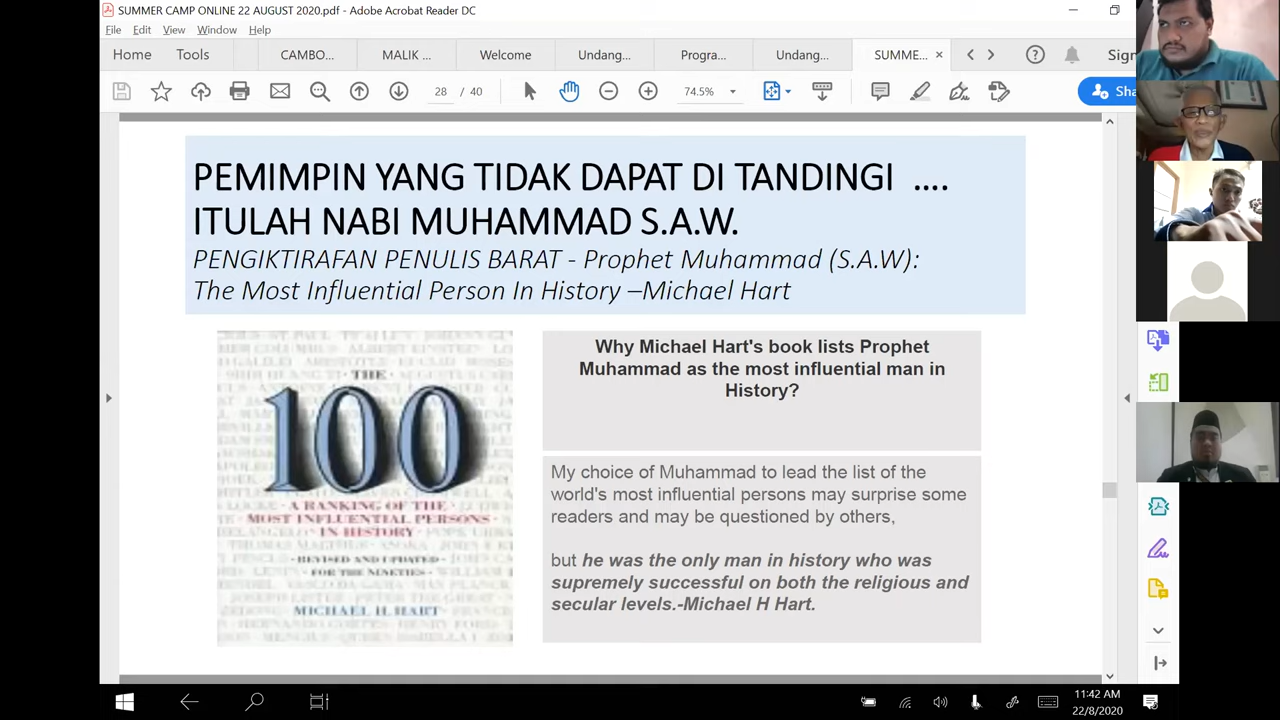 SUMMER CAMP ONLINE 22 AUGUST 2020.pdf - Adobe Acrobat Reader DC
File Edit View Window Help
Home Tools CAMBO... MALIK ... Welcome Undang... Progra... Undang... SUMME... Sign
28 / 40 74.5% Sha
PEMIMPIN YANG TIDAK DAPAT DI TANDINGI ....
ITULAH NABI MUHAMMAD S.A.W.
PENGIKTIRAFAN PENULIS BARAT - Prophet Muhammad (S.A.W):
The Most Influential Person In History –Michael Hart
THE
100
A RANKING OF THE
MOST INFLUENTIAL PERSONS
IN HISTORY
REVISED AND UPDATED
FOR THE NINETIES
MICHAEL H. HART
Why Michael Hart's book lists Prophet
Muhammad as the most influential man in
History?
My choice of Muhammad to lead the list of the
world's most influential persons may surprise some
readers and may be questioned by others,
but he was the only man in history who was
supremely successful on both the religious and
secular levels.-Michael H Hart.
11:42 AM
22/8/2020